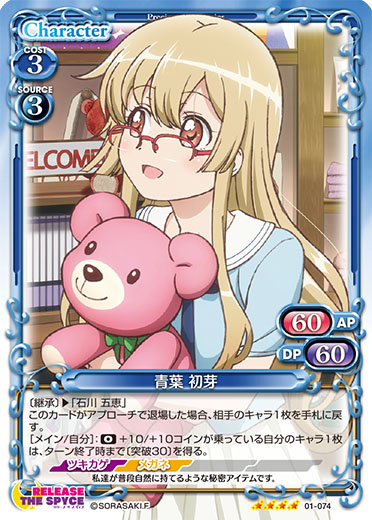 Precious Memories
Character
COST
3
SOURCE
3
WELCOME
60 AP
DP 60
青葉 初芽
〔継承〕▶「石川 五恵」
このカードがアプローチで退場した場合、相手のキャラ1枚を手札に戻す。
［メイン/自分］：0 +10/+10コインが乗っている自分のキャラ1枚は、ターン終了時まで［突破30］を得る。
ツキカゲ メガネ
私達が普段自然に持てるような秘密アイテムです。
RELEASE THE SPYCE
©SORASAKI.F
01-074